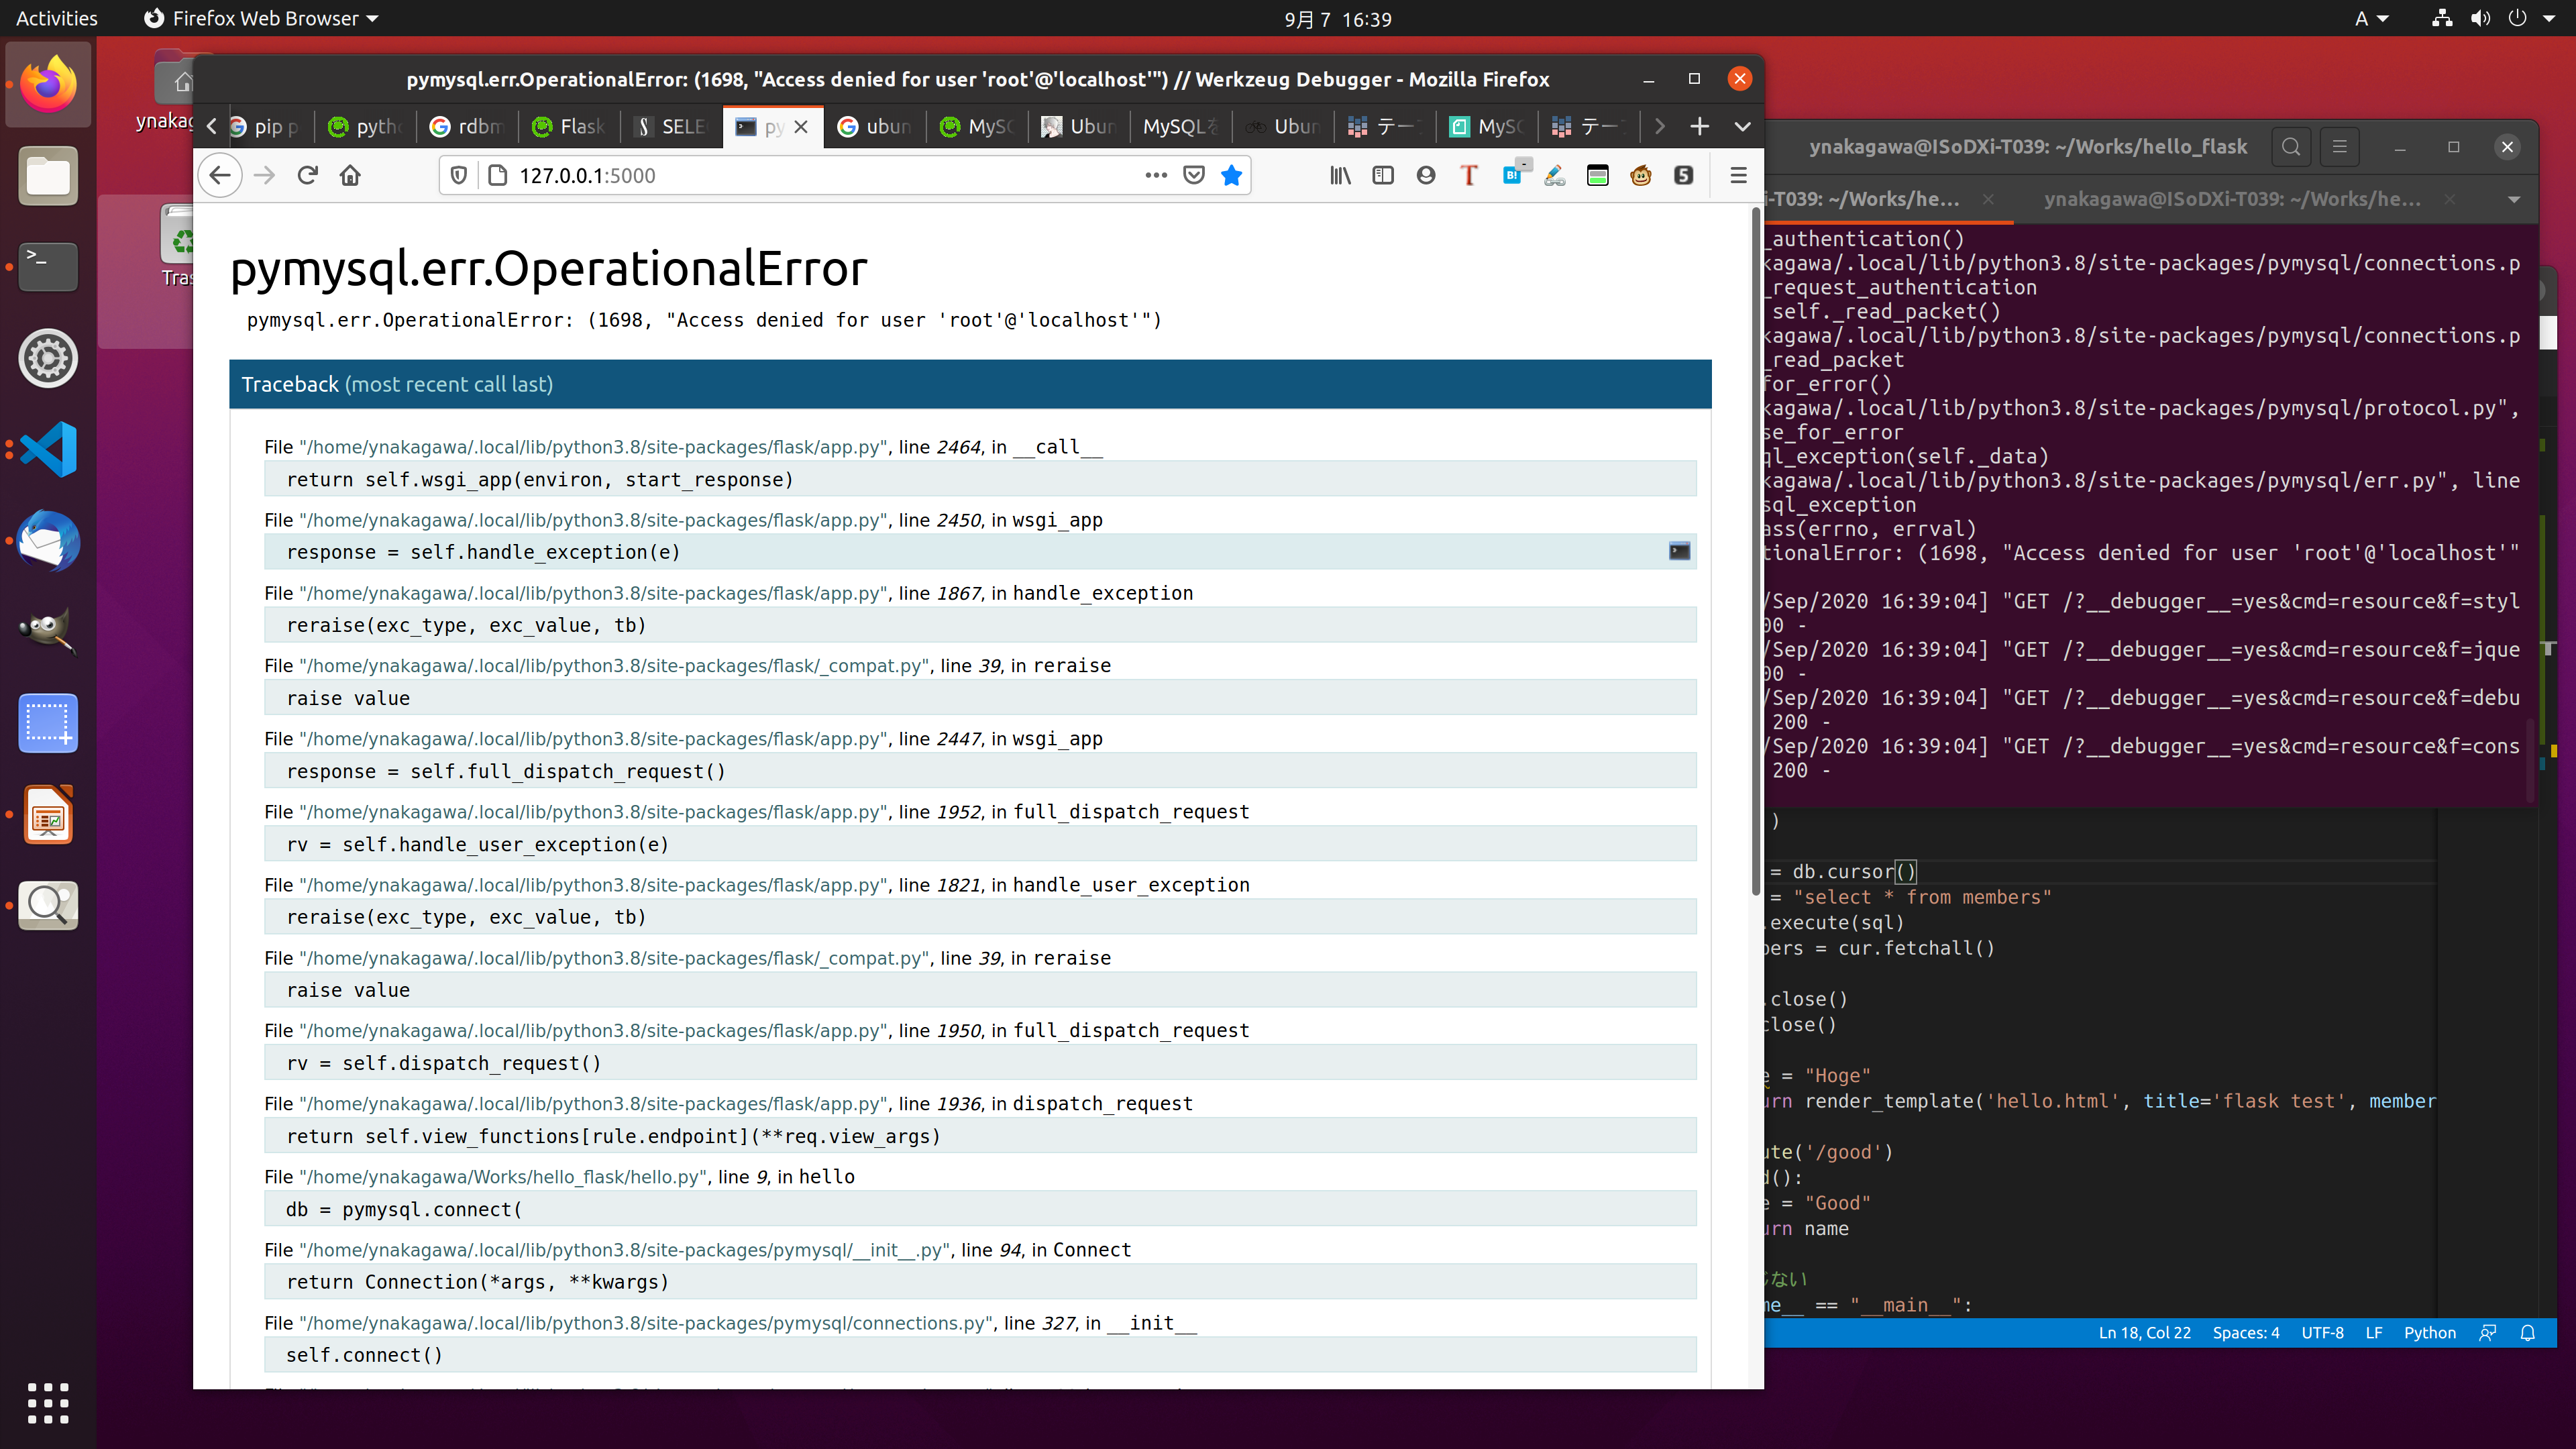 Activities
Firefox Web Browser
9月 7 16:39
A
pymysql.err.OperationalError: (1698, "Access denied for user 'root'@'localhost'") // Werkzeug Debugger - Mozilla Firefox
pip p
pytho
rdbm
Flask
SELE
py
ubun
MySQ
Ubun
MySQLを
Ubun
テー
MySQ
テー
127.0.0.1:5000
pymysql.err.OperationalError
pymysql.err.OperationalError: (1698, "Access denied for user 'root'@'localhost'")
Traceback (most recent call last)
File "/home/ynakagawa/.local/lib/python3.8/site-packages/flask/app.py", line 2464, in __call__
return self.wsgi_app(environ, start_response)
File "/home/ynakagawa/.local/lib/python3.8/site-packages/flask/app.py", line 2450, in wsgi_app
response = self.handle_exception(e)
File "/home/ynakagawa/.local/lib/python3.8/site-packages/flask/app.py", line 1867, in handle_exception
reraise(exc_type, exc_value, tb)
File "/home/ynakagawa/.local/lib/python3.8/site-packages/flask/_compat.py", line 39, in reraise
raise value
File "/home/ynakagawa/.local/lib/python3.8/site-packages/flask/app.py", line 2447, in wsgi_app
response = self.full_dispatch_request()
File "/home/ynakagawa/.local/lib/python3.8/site-packages/flask/app.py", line 1952, in full_dispatch_request
rv = self.handle_user_exception(e)
File "/home/ynakagawa/.local/lib/python3.8/site-packages/flask/app.py", line 1821, in handle_user_exception
reraise(exc_type, exc_value, tb)
File "/home/ynakagawa/.local/lib/python3.8/site-packages/flask/_compat.py", line 39, in reraise
raise value
File "/home/ynakagawa/.local/lib/python3.8/site-packages/flask/app.py", line 1950, in full_dispatch_request
rv = self.dispatch_request()
File "/home/ynakagawa/.local/lib/python3.8/site-packages/flask/app.py", line 1936, in dispatch_request
return self.view_functions[rule.endpoint](**req.view_args)
File "/home/ynakagawa/Works/hello_flask/hello.py", line 9, in hello
db = pymysql.connect(
File "/home/ynakagawa/.local/lib/python3.8/site-packages/pymysql/__init__.py", line 94, in Connect
return Connection(*args, **kwargs)
File "/home/ynakagawa/.local/lib/python3.8/site-packages/pymysql/connections.py", line 327, in __init__
self.connect()
ynakag
Tras
ynakagawa@ISoDXi-T039: ~/Works/hello_flask
i-T039: ~/Works/he...
ynakagawa@ISoDXi-T039: ~/Works/he...
_authentication()
kagawa/.local/lib/python3.8/site-packages/pymysql/connections.p
_request_authentication
self._read_packet()
kagawa/.local/lib/python3.8/site-packages/pymysql/connections.p
_read_packet
for_error()
kagawa/.local/lib/python3.8/site-packages/pymysql/protocol.py",
se_for_error
ql_exception(self._data)
kagawa/.local/lib/python3.8/site-packages/pymysql/err.py", line
sql_exception
ass(errno, errval)
tionalError: (1698, "Access denied for user 'root'@'localhost'"
/Sep/2020 16:39:04] "GET /?__debugger__=yes&cmd=resource&f=styl
00 -
/Sep/2020 16:39:04] "GET /?__debugger__=yes&cmd=resource&f=jque
00 -
/Sep/2020 16:39:04] "GET /?__debugger__=yes&cmd=resource&f=debu
200 -
/Sep/2020 16:39:04] "GET /?__debugger__=yes&cmd=resource&f=cons
200 -
)
= db.cursor()
= "select * from members"
.execute(sql)
bers = cur.fetchall()
.close()
close()
e = "Hoge"
urn render_template('hello.html', title='flask test', member
ute('/good')
d():
e = "Good"
urn name
じない
me__ == "__main__":
Ln 18, Col 22
Spaces: 4
UTF-8
LF
Python